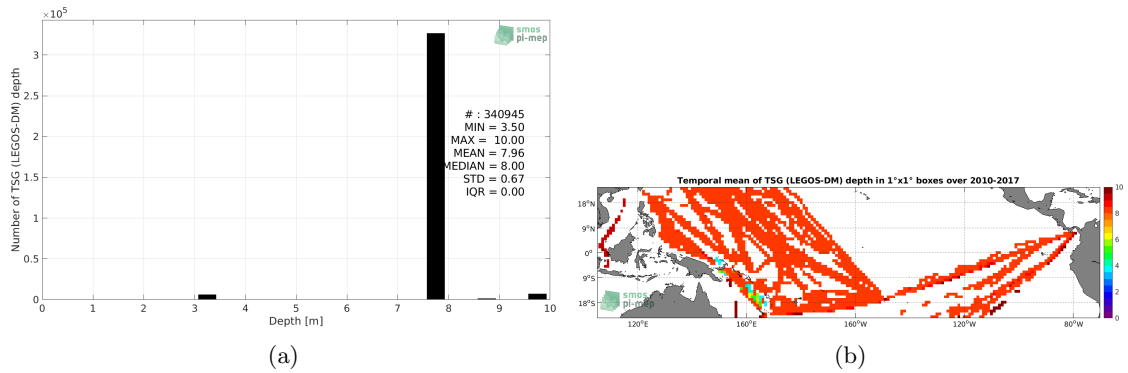 ×10⁵
smos
pi-mep
3.5
3
2.5
2
1.5
1
0.5
0
Number of TSG (LEGOS-DM) depth
# : 340945
MIN = 3.50
MAX = 10.00
MEAN = 7.96
MEDIAN = 8.00
STD = 0.67
IQR = 0.00
0 1 2 3 4 5 6 7 8 9 10
Depth [m]
(a)
Temporal mean of TSG (LEGOS-DM) depth in 1°x1° boxes over 2010-2017
18°N
9°N
0°
9°S
18°S
120°E 160°E 160°W 120°W 80°W
10
8
6
4
2
0
smos
pi-mep
(b)